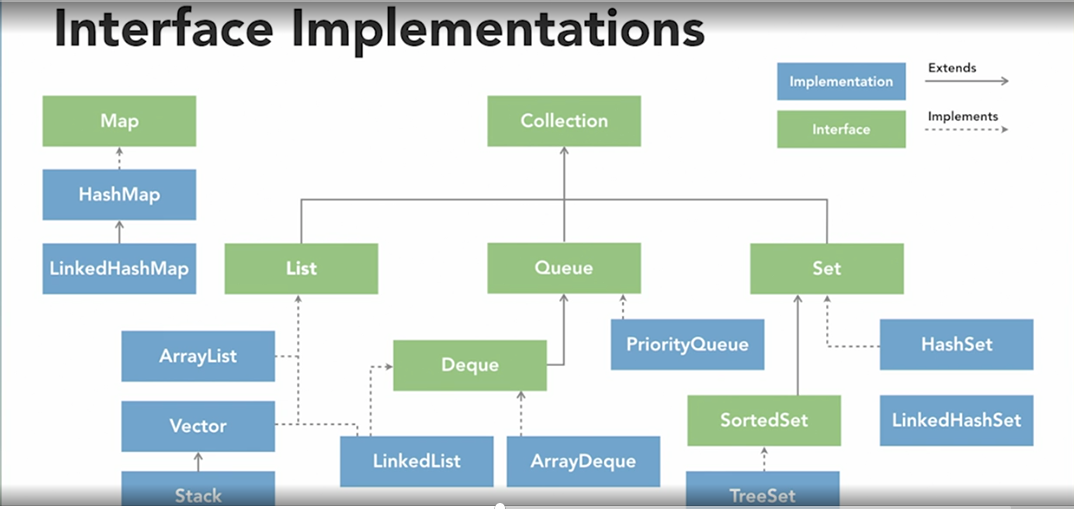 Interface Implementations
Implementation
Extends
Interface
Implements
Map
HashMap
LinkedHashMap
Collection
List
Queue
Set
ArrayList
Vector
Stack
Deque
LinkedList
ArrayDeque
PriorityQueue
SortedSet
TreeSet
HashSet
LinkedHashSet